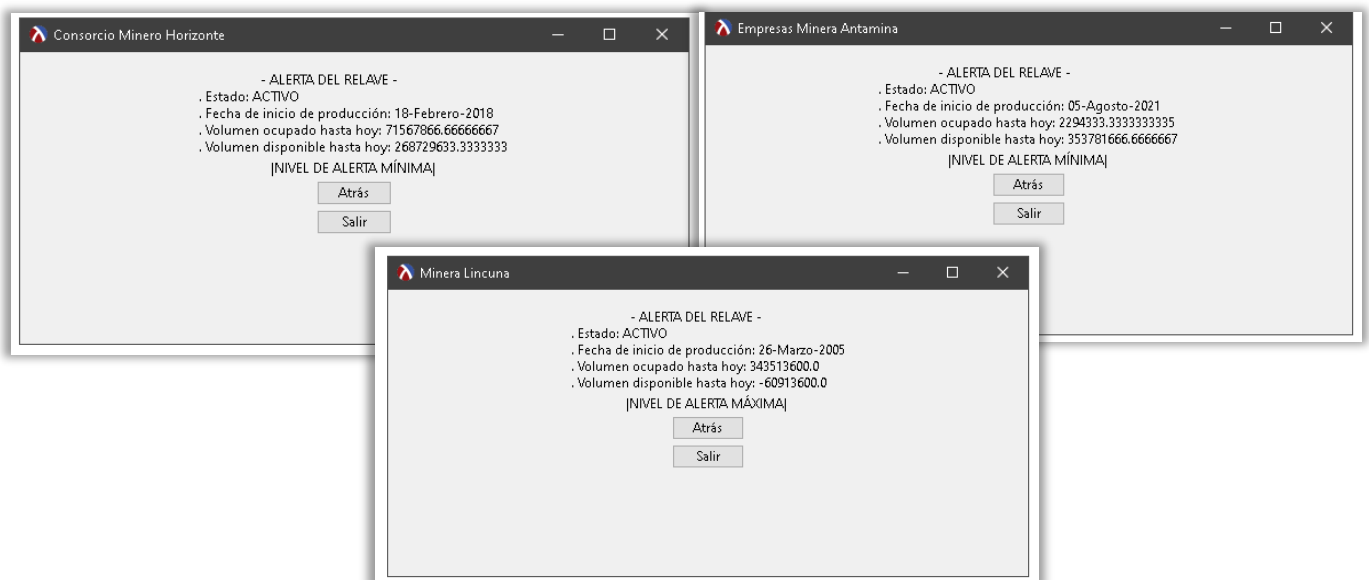 Consorcio Minero Horizonte
- ALERTA DEL RELAVE -
. Estado: ACTIVO
. Fecha de inicio de producción: 18-Febrero-2018
. Volumen ocupado hasta hoy: 71567866.66666667
. Volumen disponible hasta hoy: 268729633.3333333
|NIVEL DE ALERTA MÍNIMA|
Atrás
Salir
Empresas Minera Antamina
- ALERTA DEL RELAVE -
. Estado: ACTIVO
. Fecha de inicio de producción: 05-Agosto-2021
. Volumen ocupado hasta hoy: 2294333.3333333335
. Volumen disponible hasta hoy: 353781666.6666667
|NIVEL DE ALERTA MÍNIMA|
Atrás
Salir
Minera Lincuna
- ALERTA DEL RELAVE -
. Estado: ACTIVO
. Fecha de inicio de producción: 26-Marzo-2005
. Volumen ocupado hasta hoy: 343513600.0
. Volumen disponible hasta hoy: -60913600.0
|NIVEL DE ALERTA MÁXIMA|
Atrás
Salir